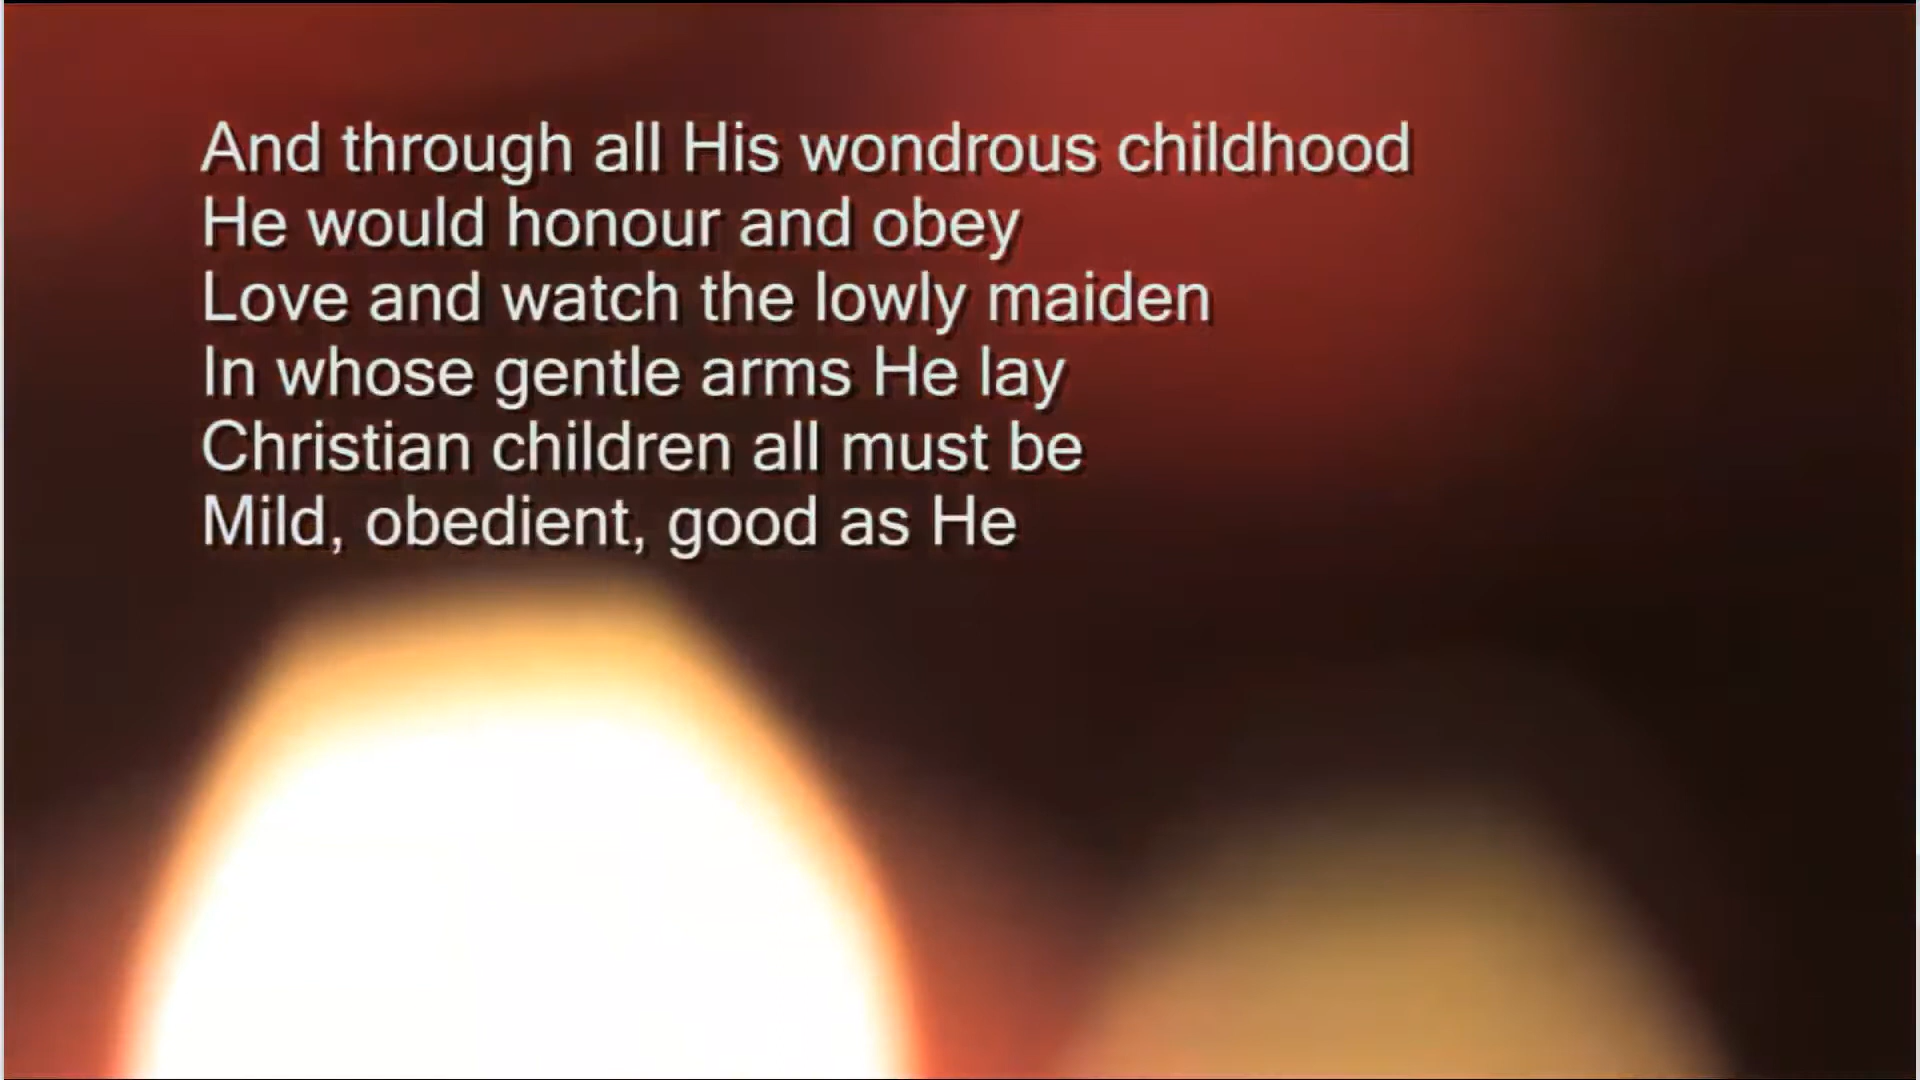 And through all His wondrous childhood
He would honour and obey
Love and watch the lowly maiden
In whose gentle arms He lay
Christian children all must be
Mild, obedient, good as He